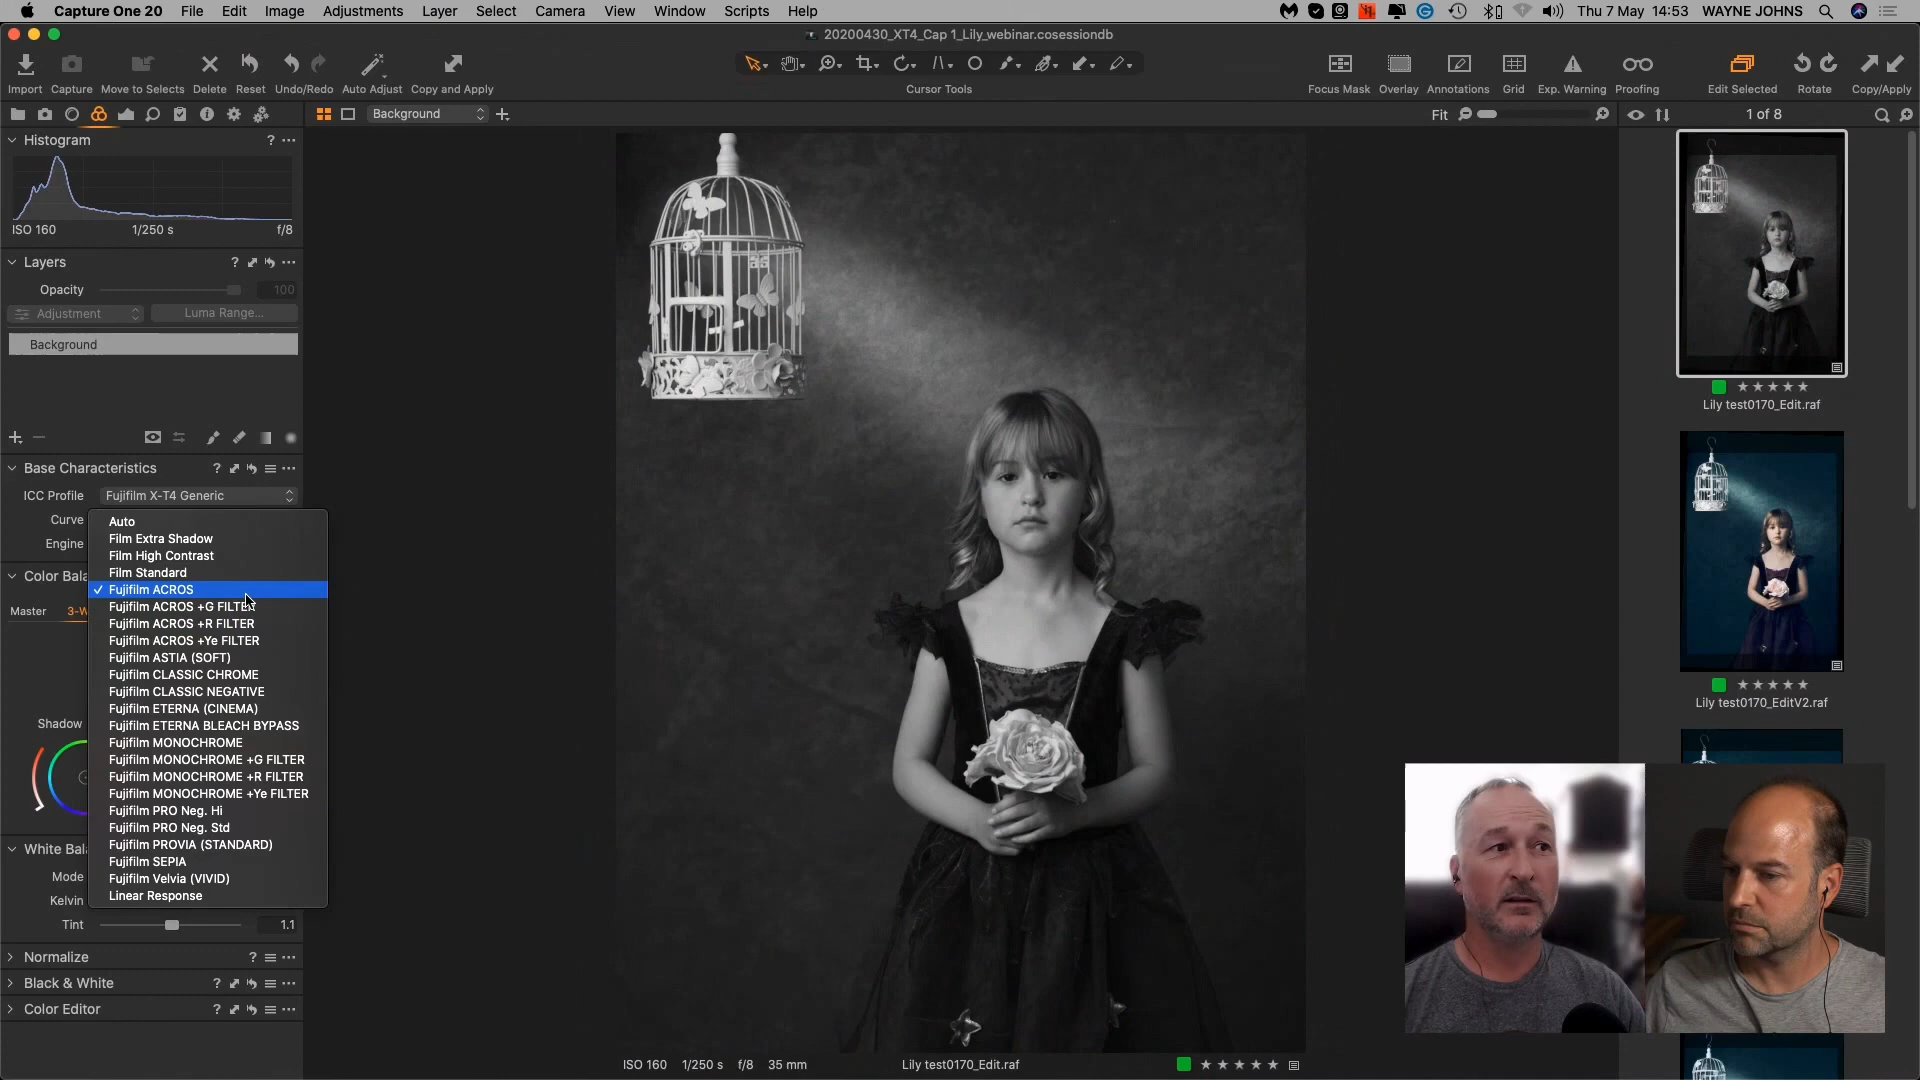 Capture One 20 File Edit Image Adjustments Layer Select Camera View Window Scripts Help Thu 7 May 14:53 WAYNE JOHNS
20200430_XT4_Cap 1_Lily_webinar.cosessiondb
Import Capture Move to Selects Delete Reset Undo/Redo Auto Adjust Copy and Apply Cursor Tools Focus Mask Overlay Annotations Grid Exp. Warning Proofing Edit Selected Rotate Copy/Apply
Background Fit 1 of 8
Histogram ?
ISO 160 1/250 s f/8
Layers ?
Opacity 100
Adjustment Luma Range...
Background
Base Characteristics ?
ICC Profile Fujifilm X-T4 Generic
Curve
Engine
Color Bala
Master 3-W
Shadow
Auto
Film Extra Shadow
Film High Contrast
Film Standard
✓ Fujifilm ACROS
Fujifilm ACROS +G FILTER
Fujifilm ACROS +R FILTER
Fujifilm ACROS +Ye FILTER
Fujifilm ASTIA (SOFT)
Fujifilm CLASSIC CHROME
Fujifilm CLASSIC NEGATIVE
Fujifilm ETERNA (CINEMA)
Fujifilm ETERNA BLEACH BYPASS
Fujifilm MONOCHROME
Fujifilm MONOCHROME +G FILTER
Fujifilm MONOCHROME +R FILTER
Fujifilm MONOCHROME +Ye FILTER
Fujifilm PRO Neg. Hi
Fujifilm PRO Neg. Std
Fujifilm PROVIA (STANDARD)
Fujifilm SEPIA
Fujifilm Velvia (VIVID)
Linear Response
White Bal
Mode
Kelvin
Tint 1.1
Normalize ?
Black & White ?
Color Editor ?
ISO 160 1/250 s f/8 35 mm Lily test0170_Edit.raf
Lily test0170_Edit.raf
Lily test0170_EditV2.raf